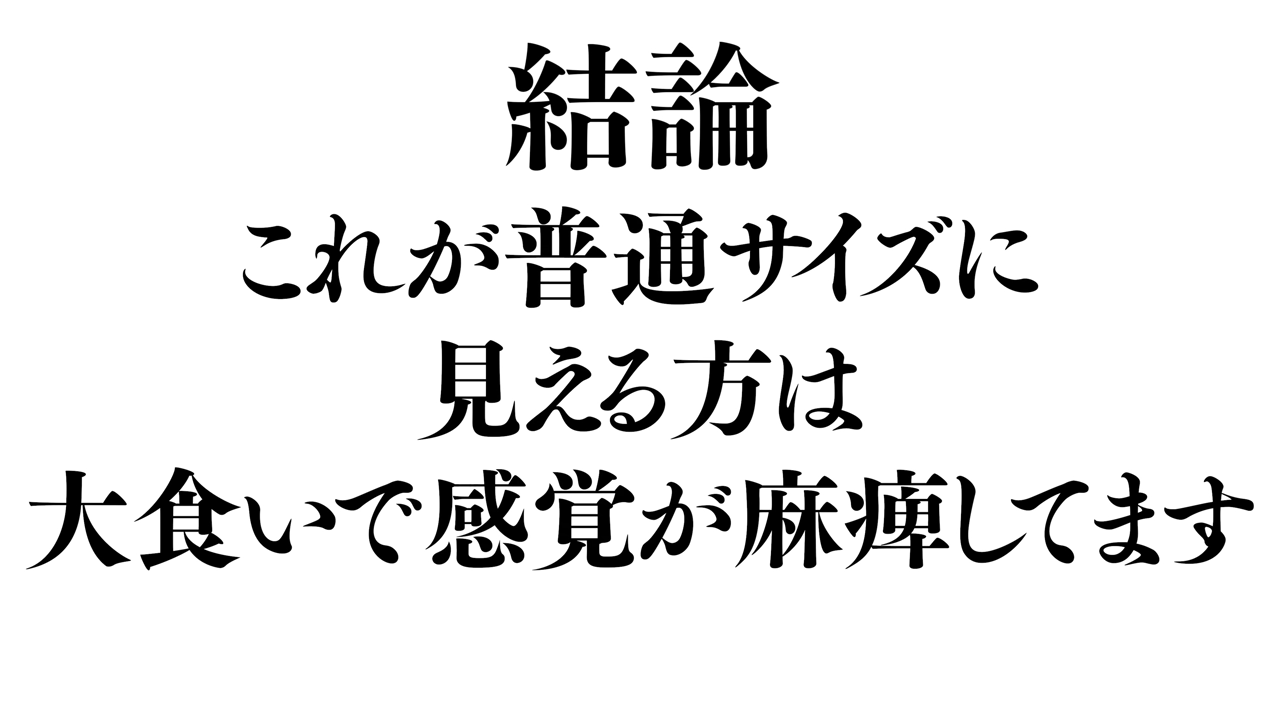 結論
これが普通サイズに
見える方は
大食いで感覚が麻痺してます